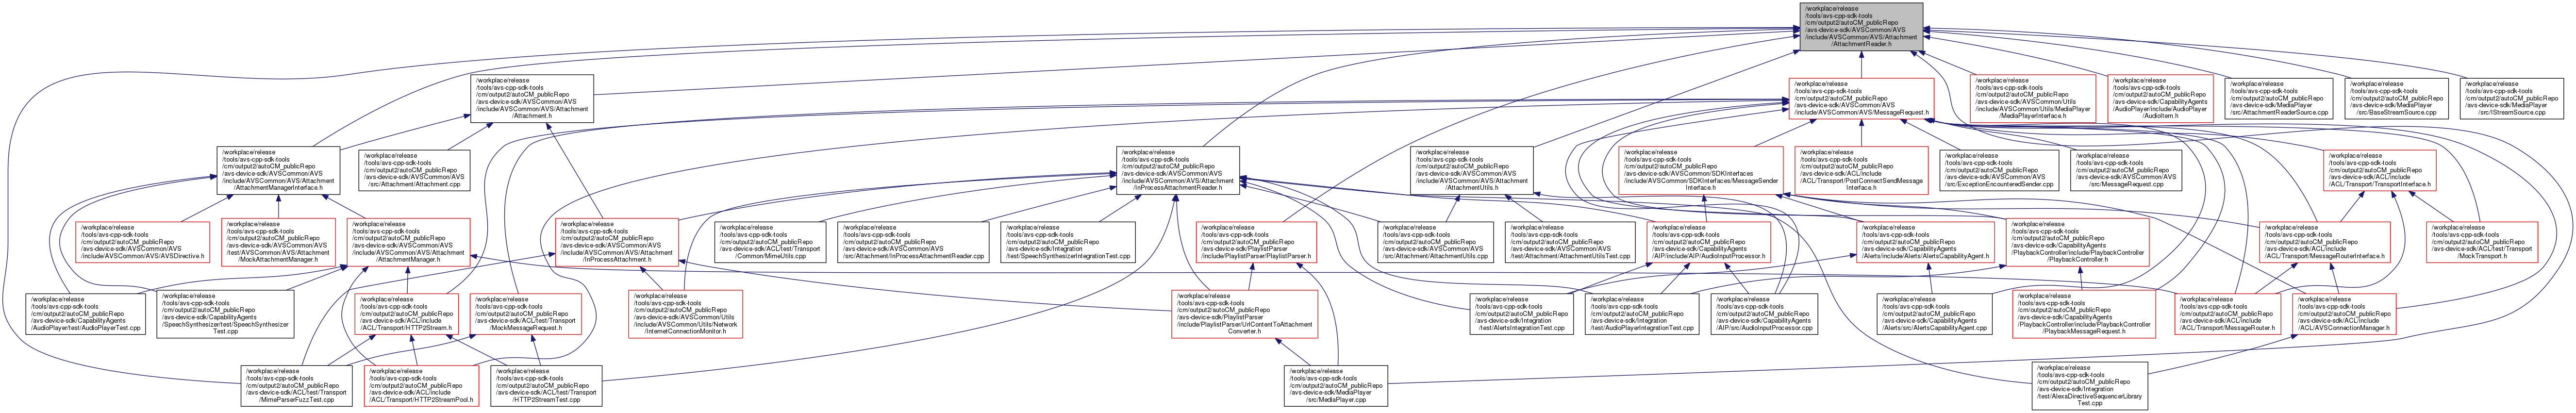 /workplace/release
/tools/avs-cpp-sdk-tools
/cm/output2/autoCM_publicRepo
/avs-device-sdk/AVSCommon/AVS
/include/AVSCommon/AVS/Attachment
/AttachmentReader.h
/workplace/release
/tools/avs-cpp-sdk-tools
/cm/output2/autoCM_publicRepo
/avs-device-sdk/AVSCommon/AVS
/include/AVSCommon/AVS/Attachment
/Attachment.h
/workplace/release
/tools/avs-cpp-sdk-tools
/cm/output2/autoCM_publicRepo
/avs-device-sdk/AVSCommon/AVS
/include/AVSCommon/AVS/MessageRequest.h
/workplace/release
/tools/avs-cpp-sdk-tools
/cm/output2/autoCM_publicRepo
/avs-device-sdk/AVSCommon/Utils
/include/AVSCommon/Utils/MediaPlayer
/MediaPlayerInterface.h
/workplace/release
/tools/avs-cpp-sdk-tools
/cm/output2/autoCM_publicRepo
/avs-device-sdk/CapabilityAgents
/AudioPlayer/include/AudioPlayer
/AudioItem.h
/workplace/release
/tools/avs-cpp-sdk-tools
/cm/output2/autoCM_publicRepo
/avs-device-sdk/MediaPlayer
/src/AttachmentReaderSource.cpp
/workplace/release
/tools/avs-cpp-sdk-tools
/cm/output2/autoCM_publicRepo
/avs-device-sdk/MediaPlayer
/src/BaseStreamSource.cpp
/workplace/release
/tools/avs-cpp-sdk-tools
/cm/output2/autoCM_publicRepo
/avs-device-sdk/MediaPlayer
/src/IStreamSource.cpp
/workplace/release
/tools/avs-cpp-sdk-tools
/cm/output2/autoCM_publicRepo
/avs-device-sdk/AVSCommon/AVS
/include/AVSCommon/AVS/Attachment
/AttachmentManagerInterface.h
/workplace/release
/tools/avs-cpp-sdk-tools
/cm/output2/autoCM_publicRepo
/avs-device-sdk/AVSCommon/AVS
/src/Attachment/Attachment.cpp
/workplace/release
/tools/avs-cpp-sdk-tools
/cm/output2/autoCM_publicRepo
/avs-device-sdk/AVSCommon/AVS
/include/AVSCommon/AVS/Attachment
/InProcessAttachmentReader.h
/workplace/release
/tools/avs-cpp-sdk-tools
/cm/output2/autoCM_publicRepo
/avs-device-sdk/AVSCommon/AVS
/include/AVSCommon/AVS/Attachment
/AttachmentUtils.h
/workplace/release
/tools/avs-cpp-sdk-tools
/cm/output2/autoCM_publicRepo
/avs-device-sdk/AVSCommon/SDKInterfaces
/include/AVSCommon/SDKInterfaces/MessageSender
Interface.h
/workplace/release
/tools/avs-cpp-sdk-tools
/cm/output2/autoCM_publicRepo
/avs-device-sdk/ACL/include
/ACL/Transport/PostConnectSendMessage
Interface.h
/workplace/release
/tools/avs-cpp-sdk-tools
/cm/output2/autoCM_publicRepo
/avs-device-sdk/AVSCommon/AVS
/src/ExceptionEncounteredSender.cpp
/workplace/release
/tools/avs-cpp-sdk-tools
/cm/output2/autoCM_publicRepo
/avs-device-sdk/AVSCommon/AVS
/src/MessageRequest.cpp
/workplace/release
/tools/avs-cpp-sdk-tools
/cm/output2/autoCM_publicRepo
/avs-device-sdk/ACL/include
/ACL/Transport/TransportInterface.h
/workplace/release
/tools/avs-cpp-sdk-tools
/cm/output2/autoCM_publicRepo
/avs-device-sdk/AVSCommon/AVS
/include/AVSCommon/AVS/AVSDirective.h
/workplace/release
/tools/avs-cpp-sdk-tools
/cm/output2/autoCM_publicRepo
/avs-device-sdk/AVSCommon/AVS
/test/AVSCommon/AVS/Attachment
/MockAttachmentManager.h
/workplace/release
/tools/avs-cpp-sdk-tools
/cm/output2/autoCM_publicRepo
/avs-device-sdk/AVSCommon/AVS
/include/AVSCommon/AVS/Attachment
/AttachmentManager.h
/workplace/release
/tools/avs-cpp-sdk-tools
/cm/output2/autoCM_publicRepo
/avs-device-sdk/AVSCommon/AVS
/include/AVSCommon/AVS/Attachment
/InProcessAttachment.h
/workplace/release
/tools/avs-cpp-sdk-tools
/cm/output2/autoCM_publicRepo
/avs-device-sdk/ACL/test/Transport
/Common/MimeUtils.cpp
/workplace/release
/tools/avs-cpp-sdk-tools
/cm/output2/autoCM_publicRepo
/avs-device-sdk/AVSCommon/AVS
/src/Attachment/InProcessAttachmentReader.cpp
/workplace/release
/tools/avs-cpp-sdk-tools
/cm/output2/autoCM_publicRepo
/avs-device-sdk/Integration
/test/SpeechSynthesizerIntegrationTest.cpp
/workplace/release
/tools/avs-cpp-sdk-tools
/cm/output2/autoCM_publicRepo
/avs-device-sdk/PlaylistParser
/include/PlaylistParser/PlaylistParser.h
/workplace/release
/tools/avs-cpp-sdk-tools
/cm/output2/autoCM_publicRepo
/avs-device-sdk/AVSCommon/AVS
/src/Attachment/AttachmentUtils.cpp
/workplace/release
/tools/avs-cpp-sdk-tools
/cm/output2/autoCM_publicRepo
/avs-device-sdk/AVSCommon/AVS
/test/Attachment/AttachmentUtilsTest.cpp
/workplace/release
/tools/avs-cpp-sdk-tools
/cm/output2/autoCM_publicRepo
/avs-device-sdk/CapabilityAgents
/AIP/include/AIP/AudioInputProcessor.h
/workplace/release
/tools/avs-cpp-sdk-tools
/cm/output2/autoCM_publicRepo
/avs-device-sdk/CapabilityAgents
/Alerts/include/Alerts/AlertsCapabilityAgent.h
/workplace/release
/tools/avs-cpp-sdk-tools
/cm/output2/autoCM_publicRepo
/avs-device-sdk/CapabilityAgents
/PlaybackController/include/PlaybackController
/PlaybackController.h
/workplace/release
/tools/avs-cpp-sdk-tools
/cm/output2/autoCM_publicRepo
/avs-device-sdk/ACL/include
/ACL/Transport/MessageRouterInterface.h
/workplace/release
/tools/avs-cpp-sdk-tools
/cm/output2/autoCM_publicRepo
/avs-device-sdk/ACL/test/Transport
/MockTransport.h
/workplace/release
/tools/avs-cpp-sdk-tools
/cm/output2/autoCM_publicRepo
/avs-device-sdk/CapabilityAgents
/AudioPlayer/test/AudioPlayerTest.cpp
/workplace/release
/tools/avs-cpp-sdk-tools
/cm/output2/autoCM_publicRepo
/avs-device-sdk/CapabilityAgents
/SpeechSynthesizer/test/SpeechSynthesizer
Test.cpp
/workplace/release
/tools/avs-cpp-sdk-tools
/cm/output2/autoCM_publicRepo
/avs-device-sdk/ACL/include
/ACL/Transport/HTTP2Stream.h
/workplace/release
/tools/avs-cpp-sdk-tools
/cm/output2/autoCM_publicRepo
/avs-device-sdk/ACL/test/Transport
/MockMessageRequest.h
/workplace/release
/tools/avs-cpp-sdk-tools
/cm/output2/autoCM_publicRepo
/avs-device-sdk/AVSCommon/Utils
/include/AVSCommon/Utils/Network
/InternetConnectionMonitor.h
/workplace/release
/tools/avs-cpp-sdk-tools
/cm/output2/autoCM_publicRepo
/avs-device-sdk/PlaylistParser
/include/PlaylistParser/UrlContentToAttachment
Converter.h
/workplace/release
/tools/avs-cpp-sdk-tools
/cm/output2/autoCM_publicRepo
/avs-device-sdk/Integration
/test/AlertsIntegrationTest.cpp
/workplace/release
/tools/avs-cpp-sdk-tools
/cm/output2/autoCM_publicRepo
/avs-device-sdk/Integration
/test/AudioPlayerIntegrationTest.cpp
/workplace/release
/tools/avs-cpp-sdk-tools
/cm/output2/autoCM_publicRepo
/avs-device-sdk/CapabilityAgents
/AIP/src/AudioInputProcessor.cpp
/workplace/release
/tools/avs-cpp-sdk-tools
/cm/output2/autoCM_publicRepo
/avs-device-sdk/CapabilityAgents
/Alerts/src/AlertsCapabilityAgent.cpp
/workplace/release
/tools/avs-cpp-sdk-tools
/cm/output2/autoCM_publicRepo
/avs-device-sdk/CapabilityAgents
/PlaybackController/include/PlaybackController
/PlaybackMessageRequest.h
/workplace/release
/tools/avs-cpp-sdk-tools
/cm/output2/autoCM_publicRepo
/avs-device-sdk/ACL/include
/ACL/Transport/MessageRouter.h
/workplace/release
/tools/avs-cpp-sdk-tools
/cm/output2/autoCM_publicRepo
/avs-device-sdk/ACL/include
/ACL/AVSConnectionManager.h
/workplace/release
/tools/avs-cpp-sdk-tools
/cm/output2/autoCM_publicRepo
/avs-device-sdk/ACL/test/Transport
/MimeParserFuzzTest.cpp
/workplace/release
/tools/avs-cpp-sdk-tools
/cm/output2/autoCM_publicRepo
/avs-device-sdk/ACL/include
/ACL/Transport/HTTP2StreamPool.h
/workplace/release
/tools/avs-cpp-sdk-tools
/cm/output2/autoCM_publicRepo
/avs-device-sdk/ACL/test/Transport
/HTTP2StreamTest.cpp
/workplace/release
/tools/avs-cpp-sdk-tools
/cm/output2/autoCM_publicRepo
/avs-device-sdk/MediaPlayer
/src/MediaPlayer.cpp
/workplace/release
/tools/avs-cpp-sdk-tools
/cm/output2/autoCM_publicRepo
/avs-device-sdk/Integration
/test/AlexaDirectiveSequencerLibrary
Test.cpp